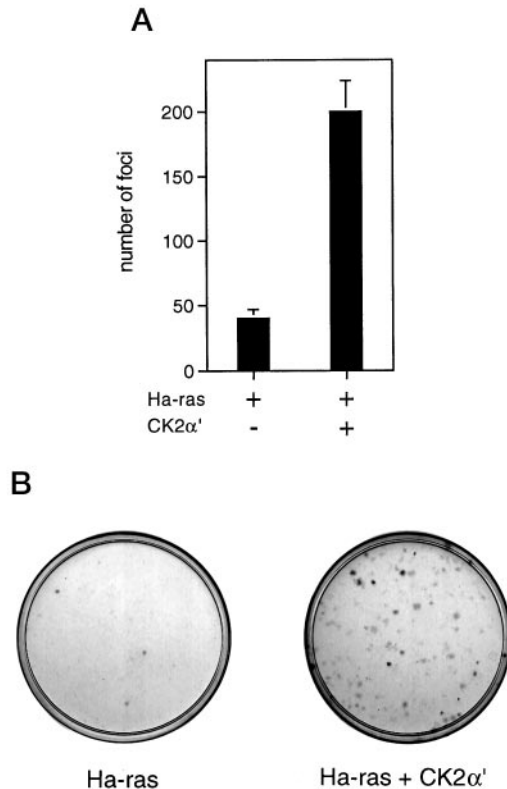 A
number of foci
200
150
100
50
0
Ha-ras + +
CK2α' - +
B
Ha-ras
Ha-ras + CK2α'